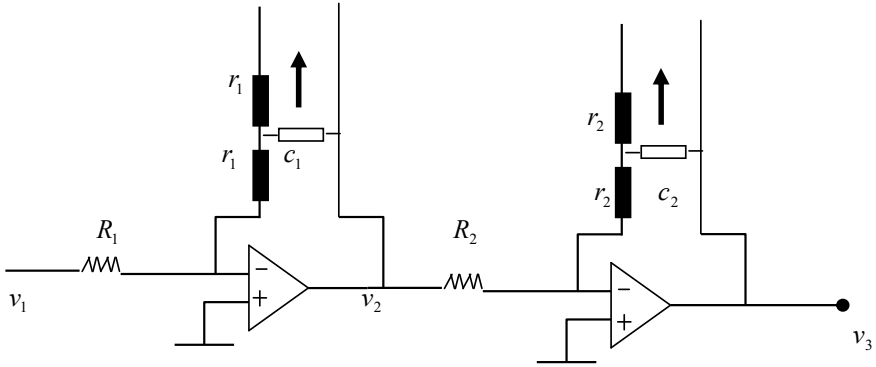 r₁
r₂
r₁
c₁
r₂
c₂
R₁
R₂
−
+
−
+
v₁
v₂
v₃